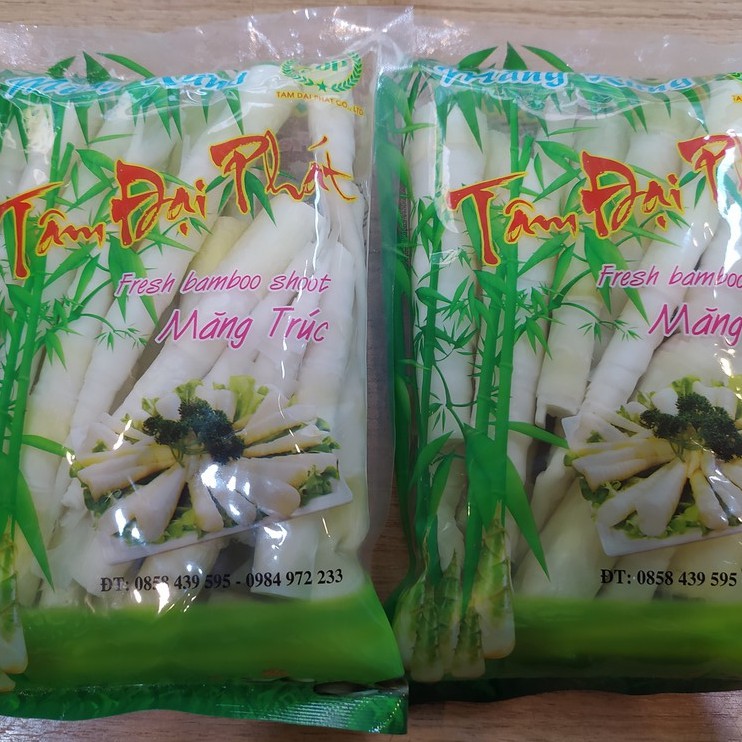 TAM DAI PHAT CO., LTD
Tâm Đại Phát
Fresh bamboo shoot
Măng Trúc
ĐT: 0858 439 595 - 0984 972 233
Măng
Tâm Đại
Fresh bamboo
Măng
ĐT: 0858 439 595